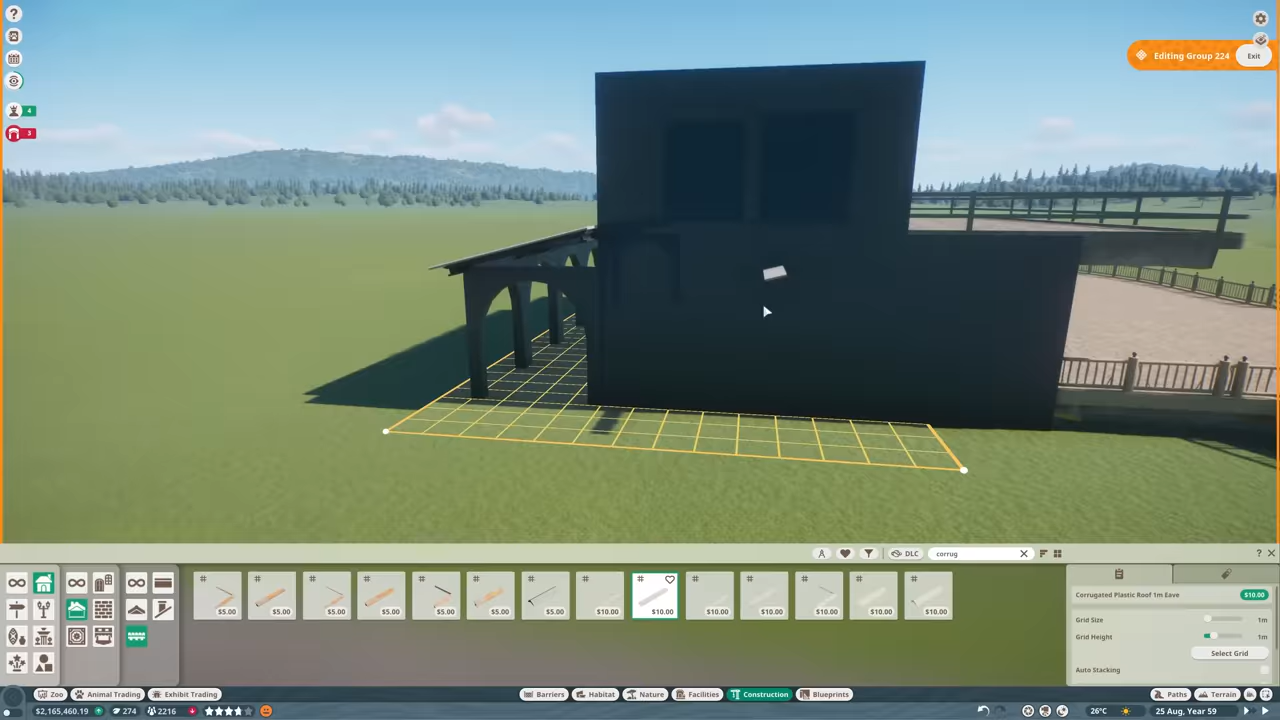 ?
Editing Group 224
Exit
4
3
DLC
corrug
?
$5.00
$5.00
$5.00
$5.00
$5.00
$5.00
$5.00
$10.00
$10.00
$10.00
$10.00
$10.00
$10.00
$10.00
Corrugated Plastic Roof 1m Eave
$10.00
Grid Size
1m
Grid Height
1m
Select Grid
Auto Stacking
Zoo
Animal Trading
Exhibit Trading
Barriers
Habitat
Nature
Facilities
Construction
Blueprints
Paths
Terrain
$2,165,460.19
274
2216
26°C
25 Aug, Year 59